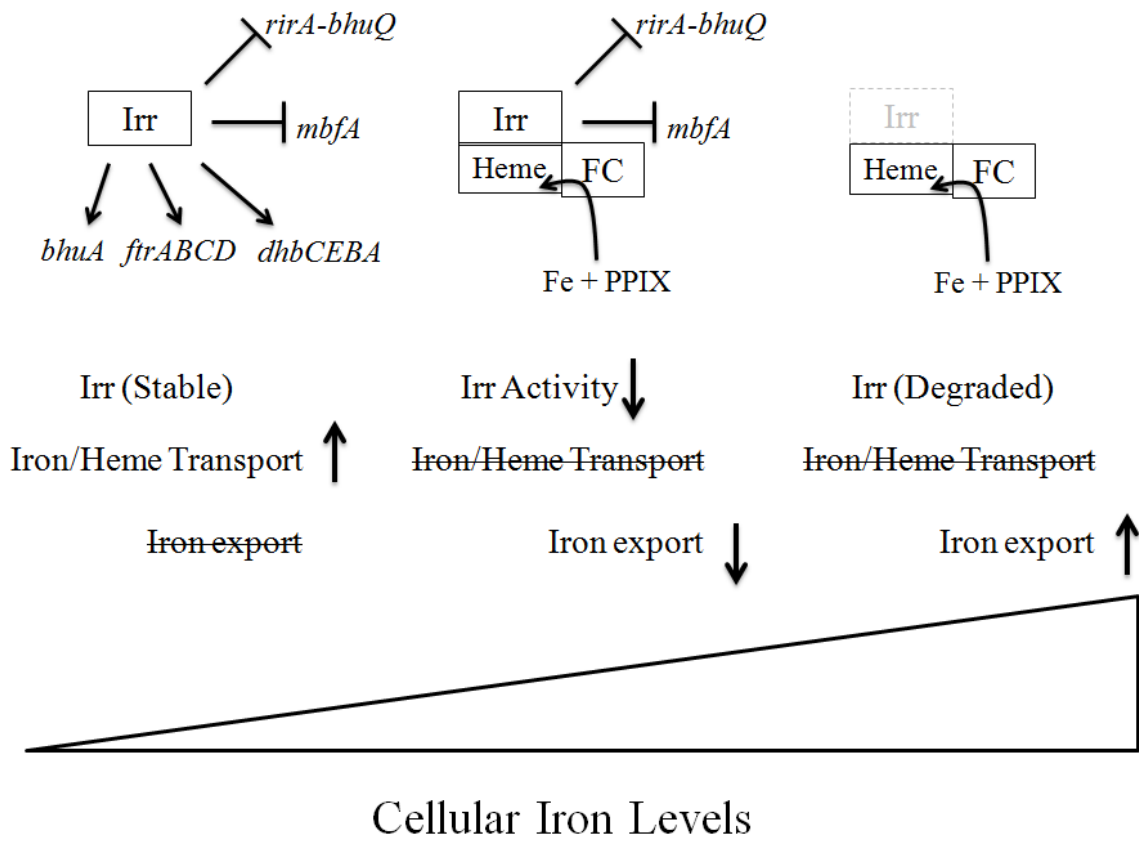 rirA-bhuQ
Irr
mbfA
bhuA ftrABCD dhbCEBA
rirA-bhuQ
Irr
mbfA
Heme
FC
Fe + PPIX
Irr
Heme
FC
Fe + PPIX
Irr (Stable)
Irr Activity
Irr (Degraded)
Iron/Heme Transport
Iron/Heme Transport
Iron/Heme Transport
Iron export
Iron export
Iron export
Cellular Iron Levels